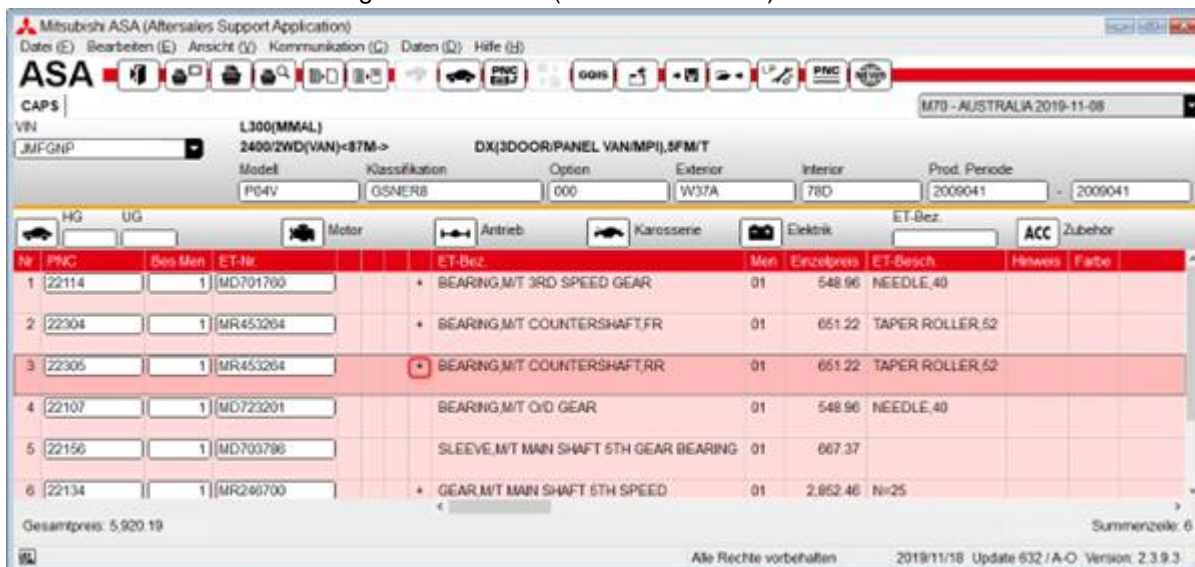 Mitsubishi ASA (Aftersales Support Application)
Datei (F) Bearbeiten (E) Ansicht (V) Kommunikation (C) Daten (D) Hilfe (H)
ASA PNC GQIS LP PNC
CAPS M70 - AUSTRALIA 2019-11-08
VIN L300(MMAL)
JMFGNP 2400/2WD(VAN)<87M-> DX(3DOOR/PANEL VAN/MPI),5FM/T
Modell Klassifikation Option Exterior Interior Prod. Periode
P04V GSNER8 000 W37A 78D 2009041 - 2009041
HG UG Motor Antrieb Karosserie Elektrik ET-Bez. ACC Zubehör
Nr PNC Bes.Men ET-Nr. ET-Bez. Men Einzelpreis ET-Besch. Hinweis Farbe
1 22114 1 MD701760 + BEARING,M/T 3RD SPEED GEAR 01 548.96 NEEDLE,40
2 22304 1 MR453264 + BEARING,M/T COUNTERSHAFT,FR 01 651.22 TAPER ROLLER,52
3 22305 1 MR453264 + BEARING,M/T COUNTERSHAFT,RR 01 651.22 TAPER ROLLER,52
4 22107 1 MD723201 BEARING,M/T O/D GEAR 01 548.96 NEEDLE,40
5 22156 1 MD703786 SLEEVE,M/T MAIN SHAFT 5TH GEAR BEARING 01 667.37
6 22134 1 MR246700 + GEAR,M/T MAIN SHAFT 5TH SPEED 01 2,852.46 N=25
Gesamtpreis: 5,920.19 Summenzeile: 6
Alle Rechte vorbehalten 2019/11/18 Update 632 / A-O Version: 2.3.9.3